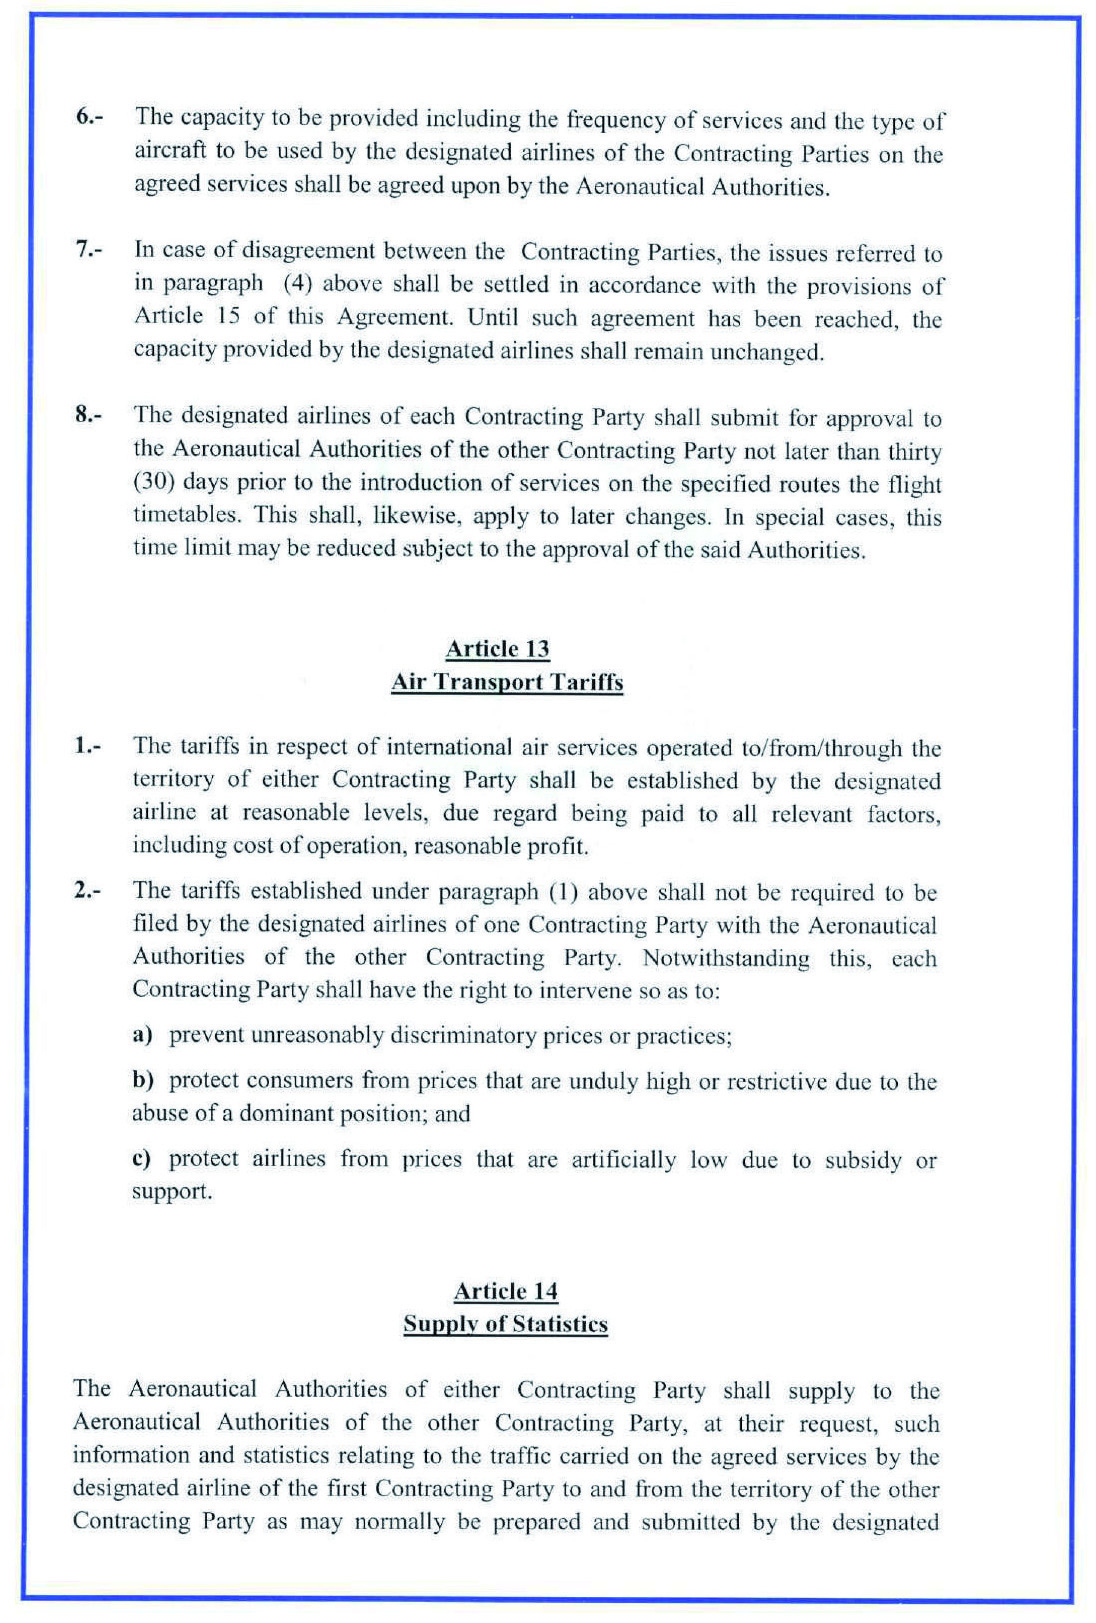 6.- The capacity to be provided including the frequency of services and the type of
aircraft to be used by the designated airlines of the Contracting Parties on the
agreed services shall be agreed upon by the Aeronautical Authorities.
7.- In case of disagreement between the Contracting Parties, the issues referred to
in paragraph (4) above shall be settled in accordance with the provisions of
Article 15 of this Agreement. Until such agreement has been reached, the
capacity provided by the designated airlines shall remain unchanged.
8.- The designated airlines of each Contracting Party shall submit for approval to
the Aeronautical Authorities of the other Contracting Party not later than thirty
(30) days prior to the introduction of services on the specified routes the flight
timetables. This shall, likewise, apply to later changes. In special cases, this
time limit may be reduced subject to the approval of the said Authorities.
Article 13
Air Transport Tariffs
1.- The tariffs in respect of international air services operated to/from/through the
territory of either Contracting Party shall be established by the designated
airline at reasonable levels, due regard being paid to all relevant factors,
including cost of operation, reasonable profit.
2.- The tariffs established under paragraph (1) above shall not be required to be
filed by the designated airlines of one Contracting Party with the Aeronautical
Authorities of the other Contracting Party. Notwithstanding this, each
Contracting Party shall have the right to intervene so as to:
a) prevent unreasonably discriminatory prices or practices;
b) protect consumers from prices that are unduly high or restrictive due to the
abuse of a dominant position; and
c) protect airlines from prices that are artificially low due to subsidy or
support.
Article 14
Supply of Statistics
The Aeronautical Authorities of either Contracting Party shall supply to the
Aeronautical Authorities of the other Contracting Party, at their request, such
information and statistics relating to the traffic carried on the agreed services by the
designated airline of the first Contracting Party to and from the territory of the other
Contracting Party as may normally be prepared and submitted by the designated